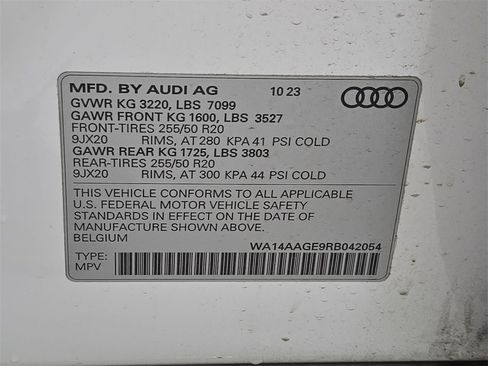 MFD. BY AUDI AG 10 23
GVWR KG 3220, LBS 7099
GAWR FRONT KG 1600, LBS 3527
FRONT-TIRES 255/50 R20
9JX20 RIMS, AT 280 KPA 41 PSI COLD
GAWR REAR KG 1725, LBS 3803
REAR-TIRES 255/50 R20
9JX20 RIMS, AT 300 KPA 44 PSI COLD
THIS VEHICLE CONFORMS TO ALL APPLICABLE
U.S. FEDERAL MOTOR VEHICLE SAFETY
STANDARDS IN EFFECT ON THE DATE OF
MANUFACTURE SHOWN ABOVE.
BELGIUM WA14AAGE9RB042054
TYPE:
MPV